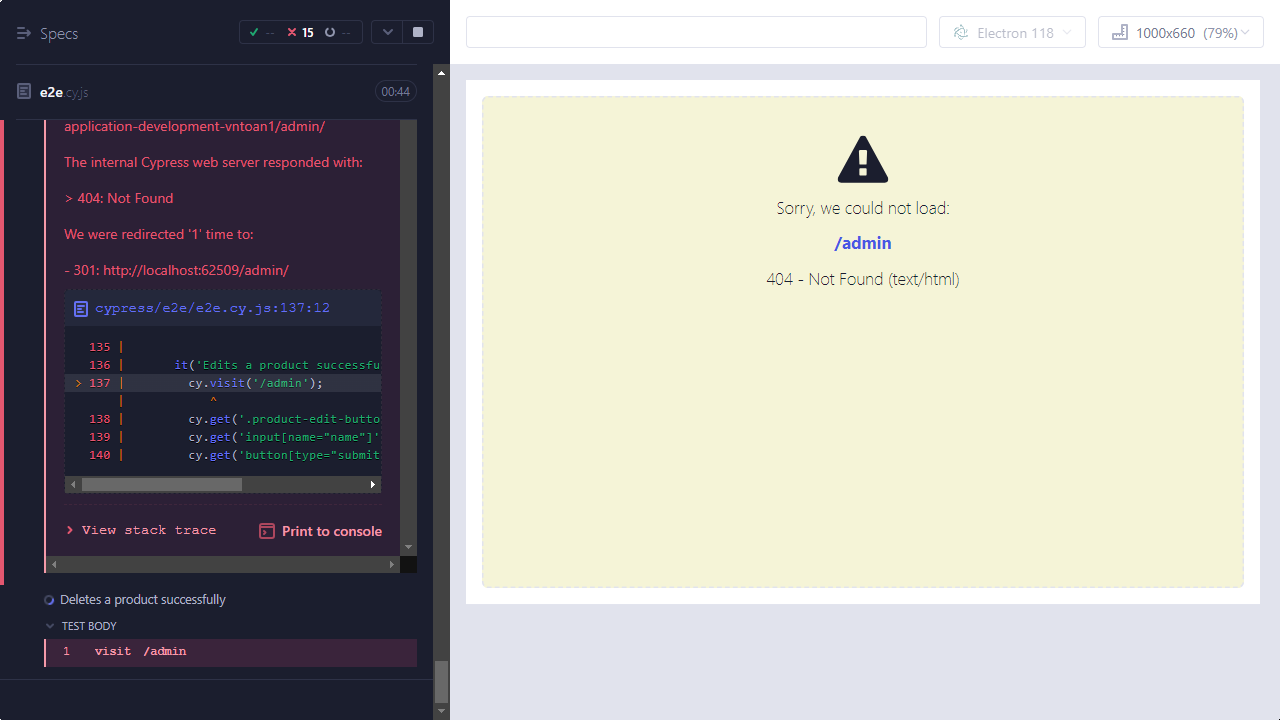 Specs
-- 15 --
Electron 118
1000x660 (79%)
e2e.cy.js
00:44
application-development-vntoan1/admin/
The internal Cypress web server responded with:
> 404: Not Found
We were redirected '1' time to:
- 301: http://localhost:62509/admin/
cypress/e2e/e2e.cy.js:137:12
135 |
136 | it('Edits a product successfu
> 137 | cy.visit('/admin');
| ^
138 | cy.get('.product-edit-butto
139 | cy.get('input[name="name"]'
140 | cy.get('button[type="submit
View stack trace
Print to console
Deletes a product successfully
TEST BODY
1 visit /admin
Sorry, we could not load:
/admin
404 - Not Found (text/html)